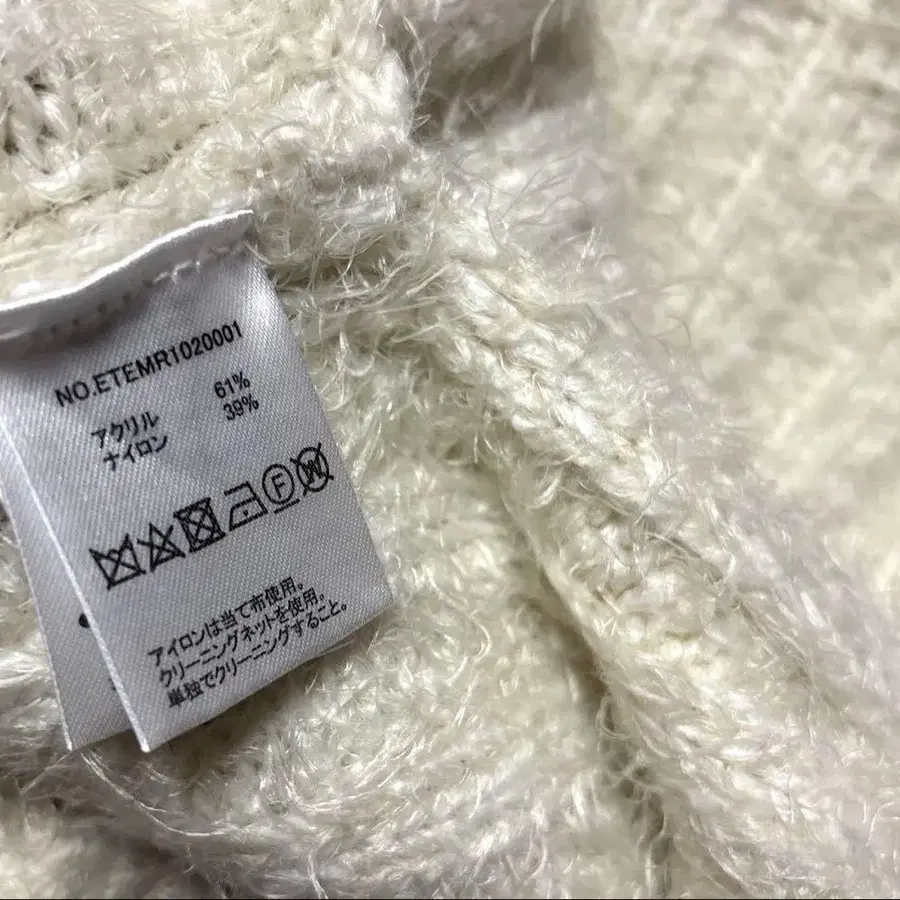 NO.ETEMR1020001
アクリル 61%
ナイロン 39%
F W
アイロンは当て布使用。
クリーニングネットを使用。
単独でクリーニングすること。